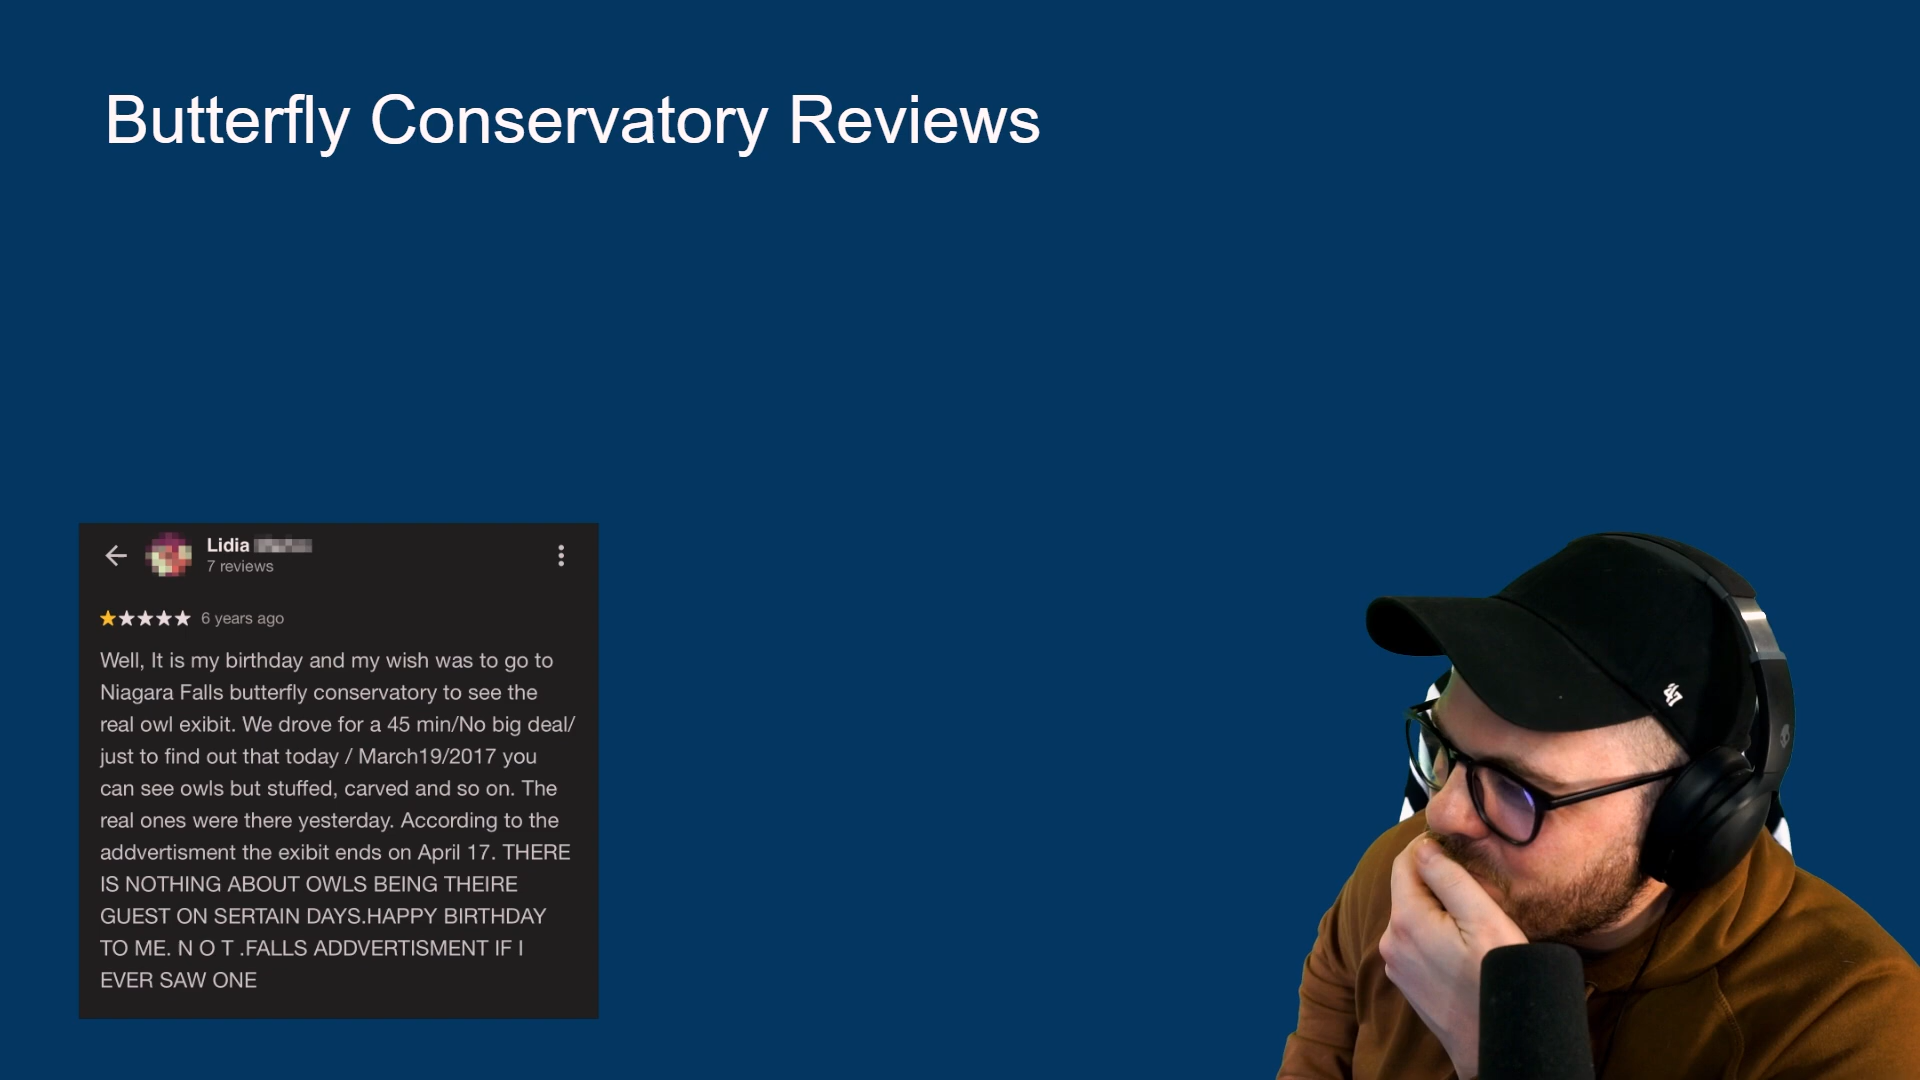 Butterfly Conservatory Reviews
Lidia
7 reviews
6 years ago
Well, It is my birthday and my wish was to go to
Niagara Falls butterfly conservatory to see the
real owl exibit. We drove for a 45 min/No big deal/
just to find out that today / March19/2017 you
can see owls but stuffed, carved and so on. The
real ones were there yesterday. According to the
addvertisment the exibit ends on April 17. THERE
IS NOTHING ABOUT OWLS BEING THEIRE
GUEST ON SERTAIN DAYS.HAPPY BIRTHDAY
TO ME. N O T .FALLS ADDVERTISMENT IF I
EVER SAW ONE
47